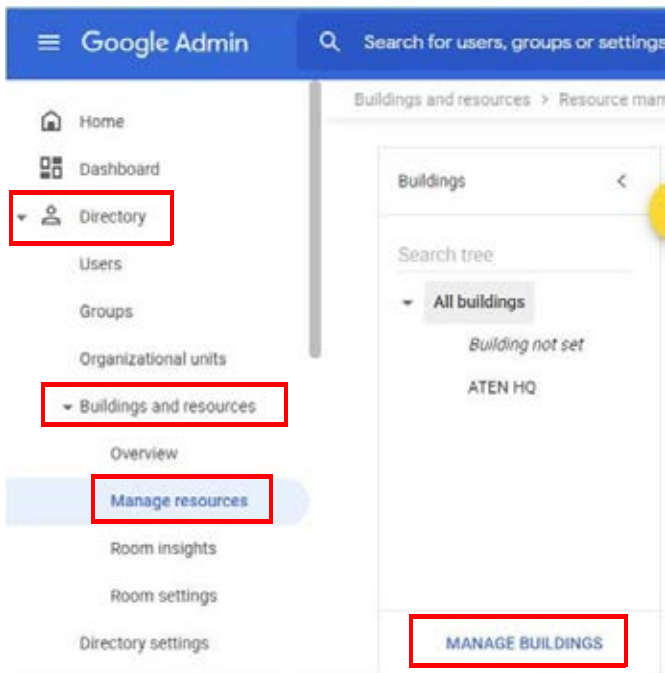 Google Admin
Search for users, groups or settings
Buildings and resources > Resource man
Home
Dashboard
Directory
Users
Groups
Organizational units
Buildings and resources
Overview
Manage resources
Room insights
Room settings
Directory settings
Buildings
Search tree
All buildings
Building not set
ATEN HQ
MANAGE BUILDINGS